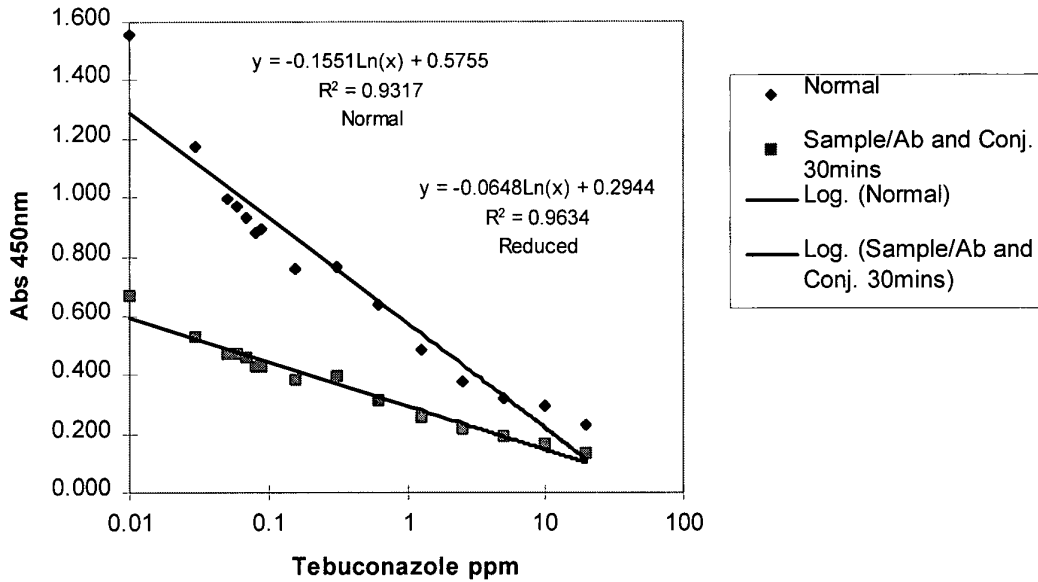 1.600
1.400
1.200
1.000
0.800
0.600
0.400
0.200
0.000
Abs 450nm
y = -0.1551Ln(x) + 0.5755
R² = 0.9317
Normal
y = -0.0648Ln(x) + 0.2944
R² = 0.9634
Reduced
0.01 0.1 1 10 100
Tebuconazole ppm
Normal
Sample/Ab and Conj.
30mins
Log. (Normal)
Log. (Sample/Ab and
Conj. 30mins)